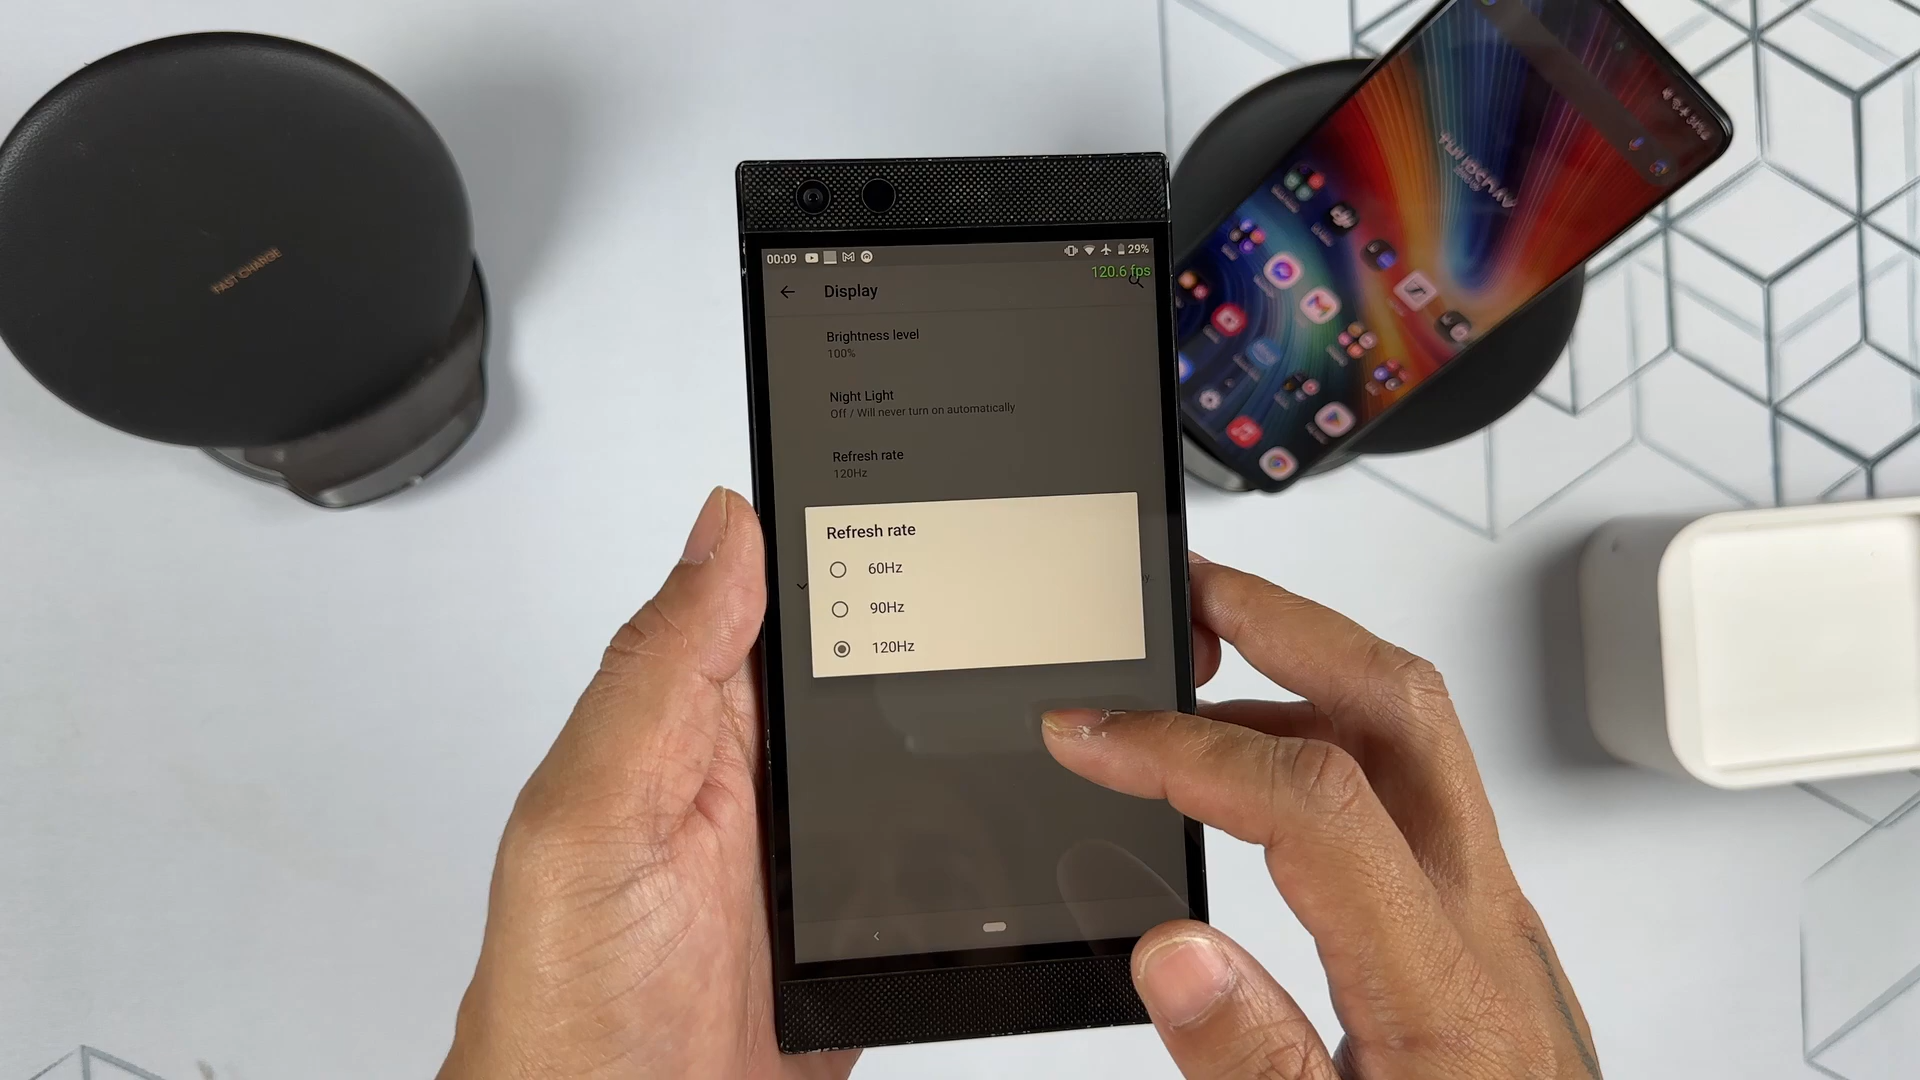 FAST CHARGE
00:09
29%
120.6 fps
Display
Brightness level
100%
Night Light
Off / Will never turn on automatically
Refresh rate
120Hz
Refresh rate
60Hz
90Hz
120Hz